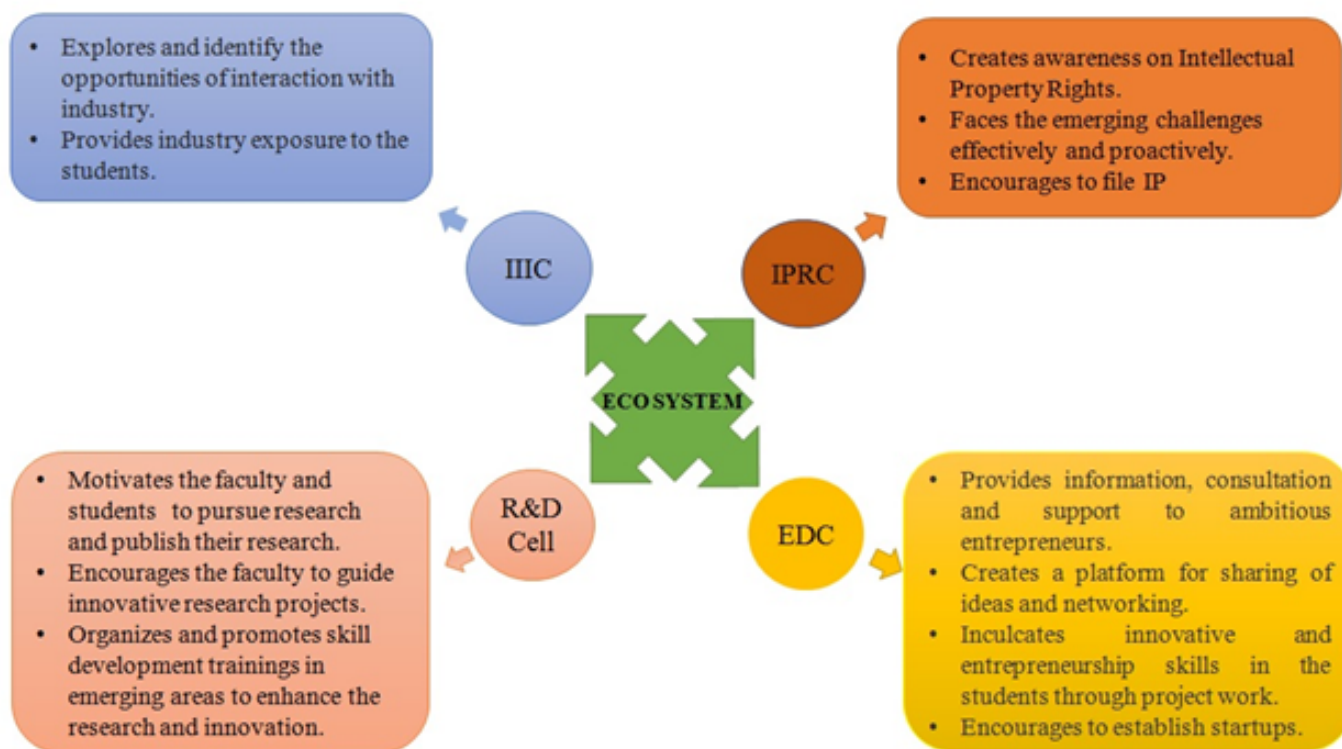 • Explores and identify the
opportunities of interaction with
industry.
• Provides industry exposure to the
students.
• Creates awareness on Intellectual
Property Rights.
• Faces the emerging challenges
effectively and proactively.
• Encourages to file IP
IIIC
IPRC
ECO SYSTEM
R&D
Cell
EDC
• Motivates the faculty and
students to pursue research
and publish their research.
• Encourages the faculty to guide
innovative research projects.
• Organizes and promotes skill
development trainings in
emerging areas to enhance the
research and innovation.
• Provides information, consultation
and support to ambitious
entrepreneurs.
• Creates a platform for sharing of
ideas and networking.
• Inculcates innovative and
entrepreneurship skills in the
students through project work.
• Encourages to establish startups.